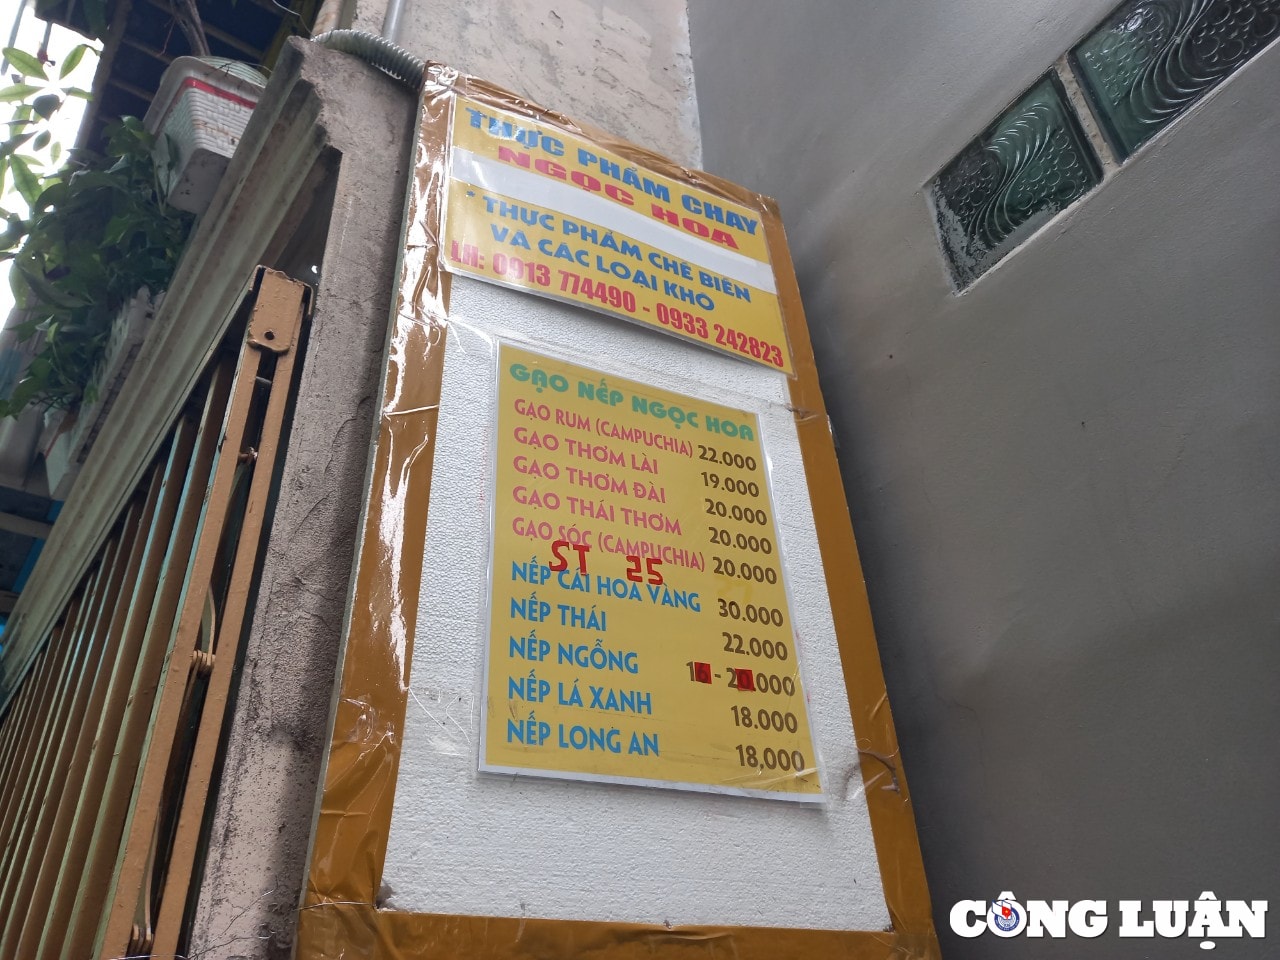 THỰC PHẨM CHAY
NGỌC HOA
* THỰC PHẨM CHẾ BIẾN
VÀ CÁC LOẠI KHO
LH: 0913 774490 - 0933 242823
GẠO NẾP NGỌC HOA
GẠO RUM (CAMPUCHIA) 22.000
GẠO THƠM LÀI 19.000
GẠO THƠM ĐÀI 20.000
GẠO THÁI THƠM 20.000
GẠO SÓC (CAMPUCHIA) 20.000
ST 25
NẾP CÁI HOA VÀNG 30.000
NẾP THÁI 22.000
NẾP NGỖNG 16 - 20.000
NẾP LÁ XANH 18.000
NẾP LONG AN 18,000
CÔNG LUẬN